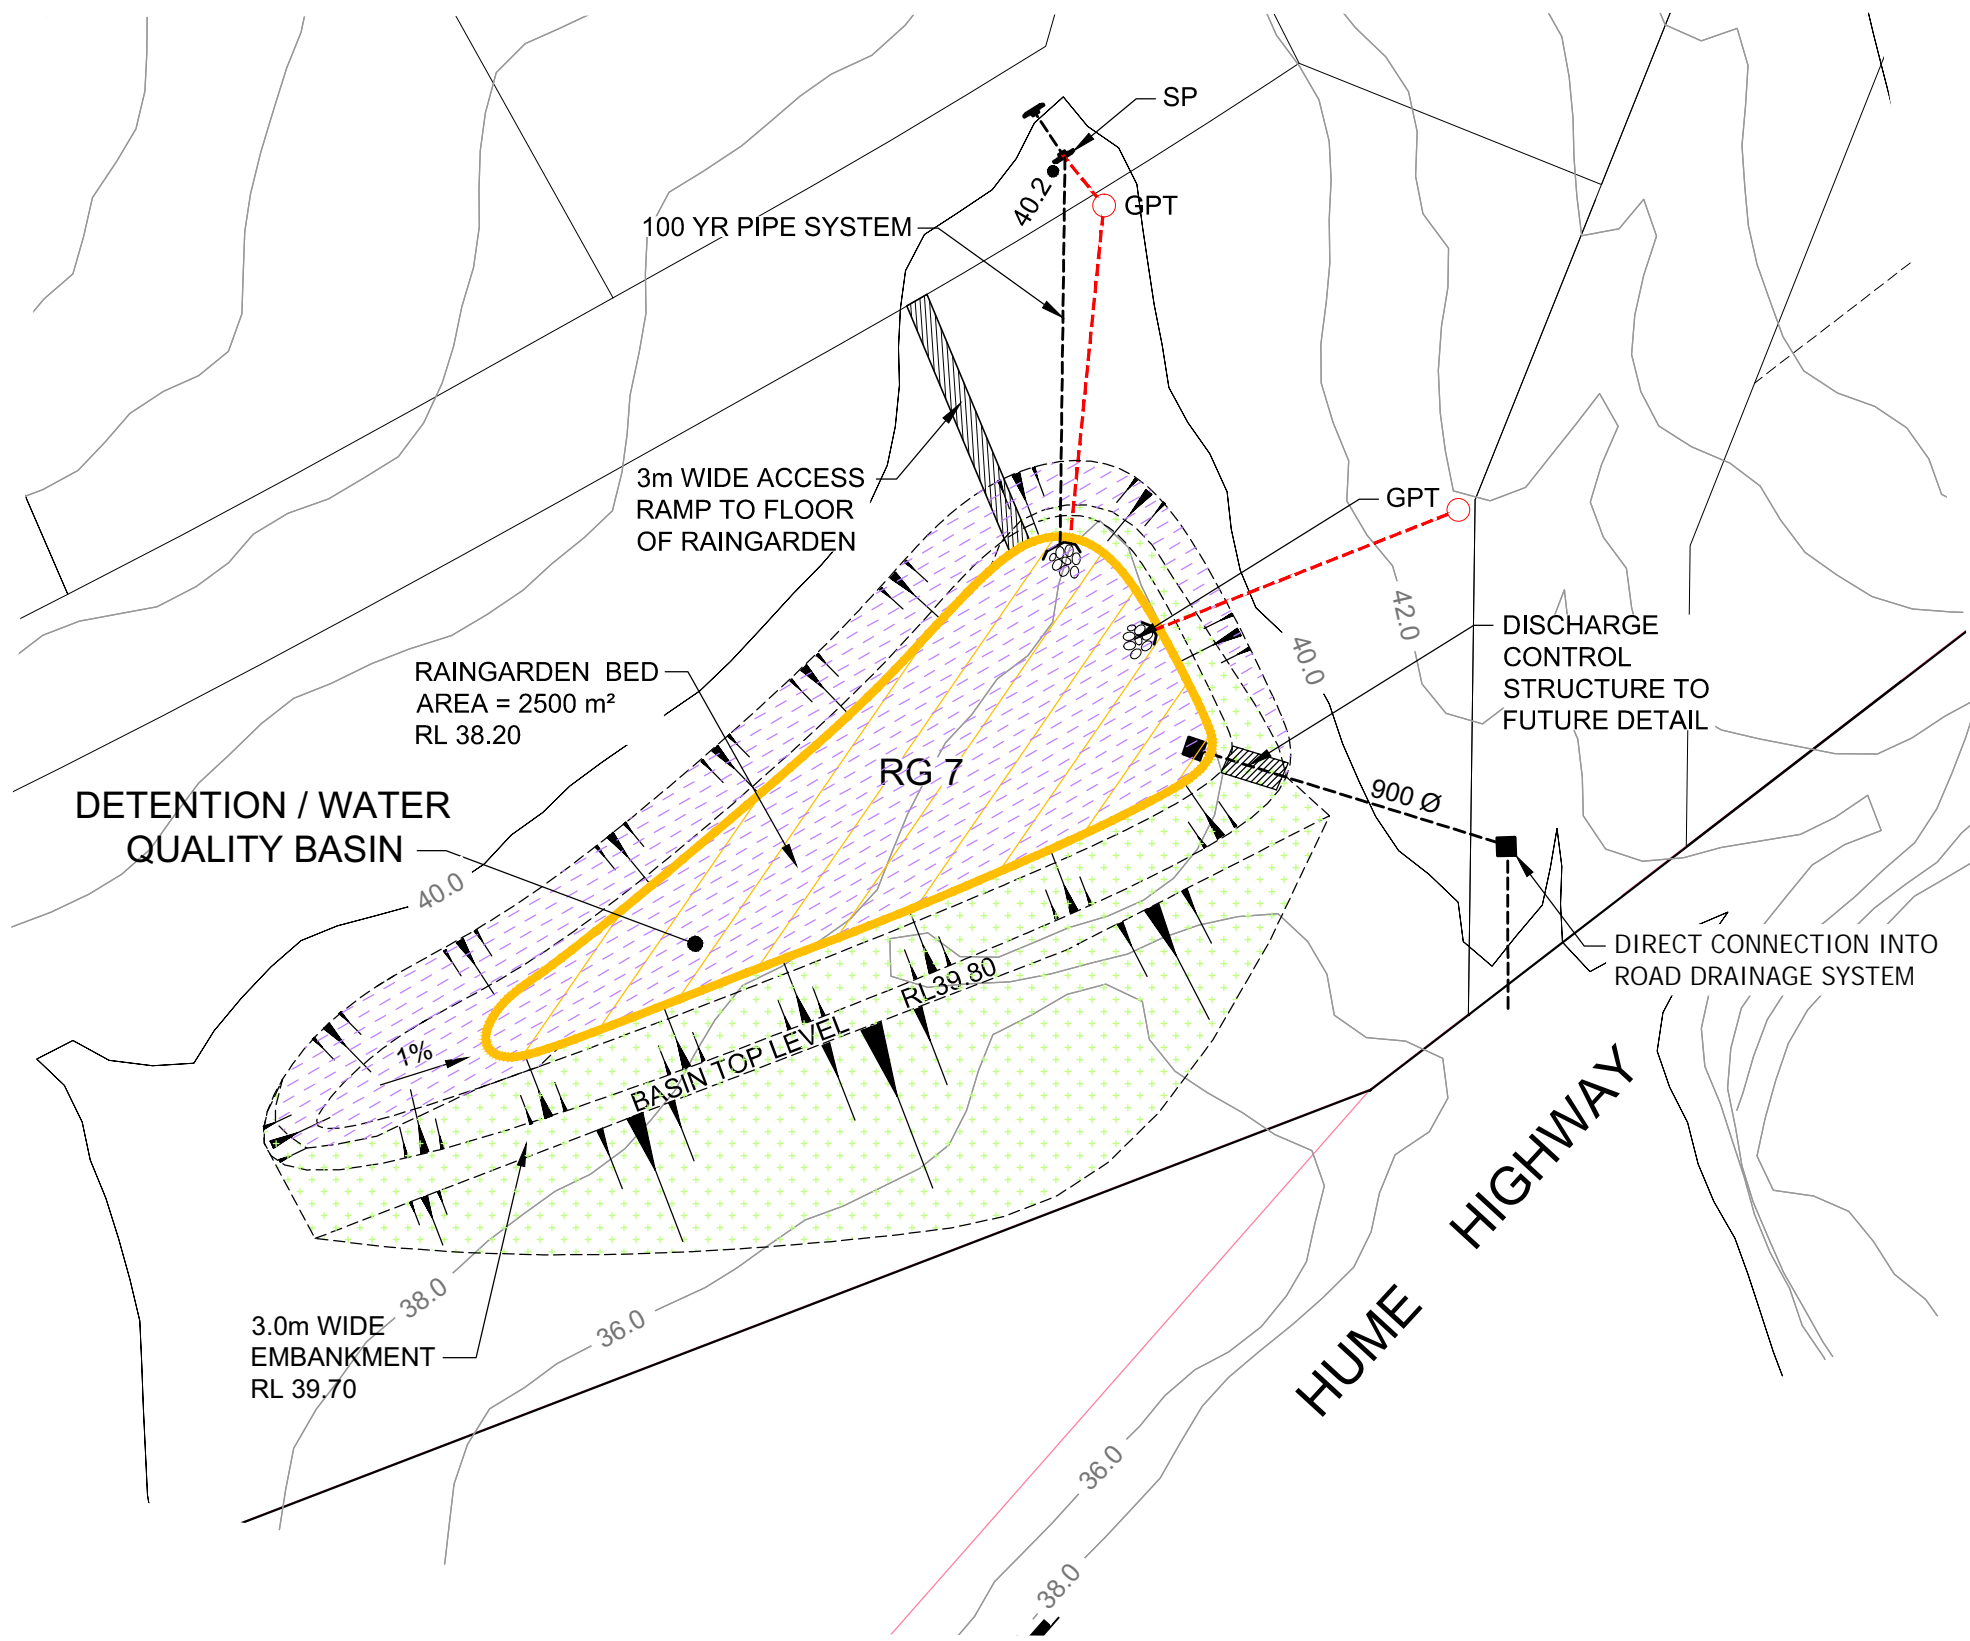 SP
40.2
GPT
100 YR PIPE SYSTEM
3m WIDE ACCESS
RAMP TO FLOOR
OF RAINGARDEN
GPT
42.0
40.0
DISCHARGE
CONTROL
STRUCTURE TO
FUTURE DETAIL
RAINGARDEN BED
AREA = 2500 m²
RL 38.20
RG 7
900 Ø
DETENTION / WATER
QUALITY BASIN
40.0
DIRECT CONNECTION INTO
ROAD DRAINAGE SYSTEM
RL39.80
BASIN TOP LEVEL
1%
HUME HIGHWAY
38.0
36.0
3.0m WIDE
EMBANKMENT
RL 39.70
36.0
38.0